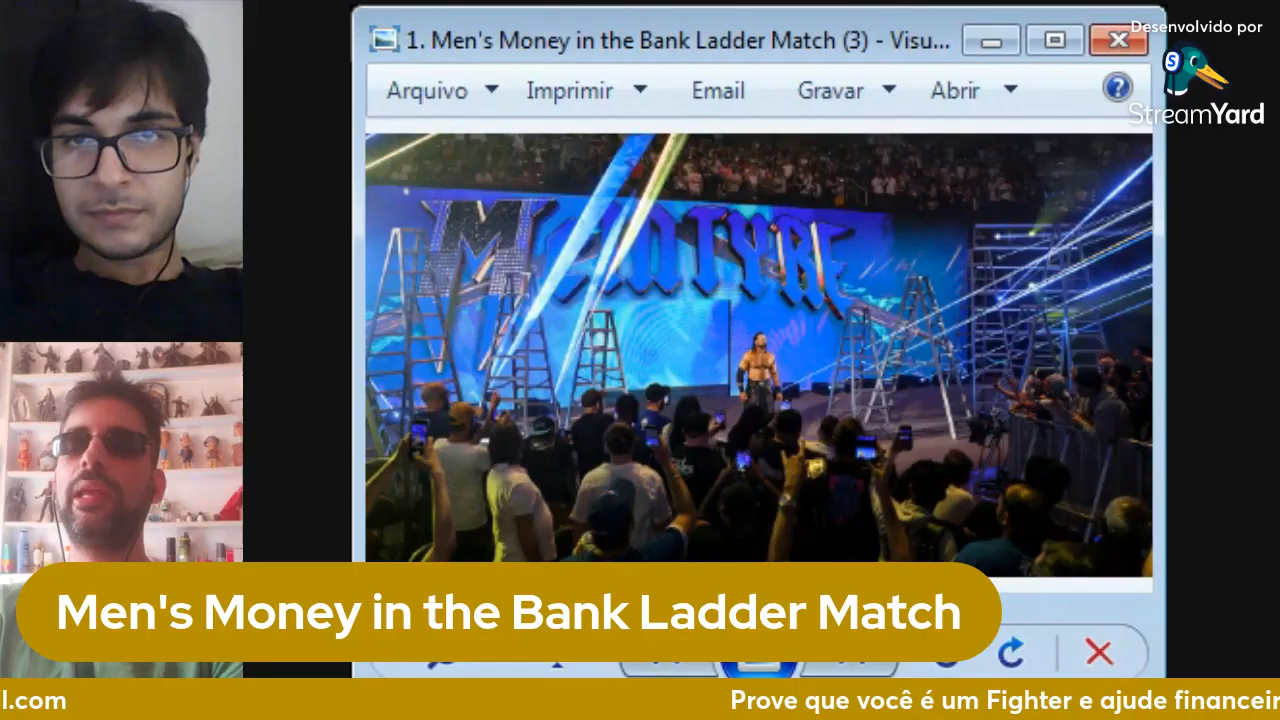 1. Men's Money in the Bank Ladder Match (3) - Visu...
Desenvolvido por
Arquivo Imprimir Email Gravar Abrir
StreamYard
McINTYRE
Men's Money in the Bank Ladder Match
l.com Prove que você é um Fighter e ajude financeir